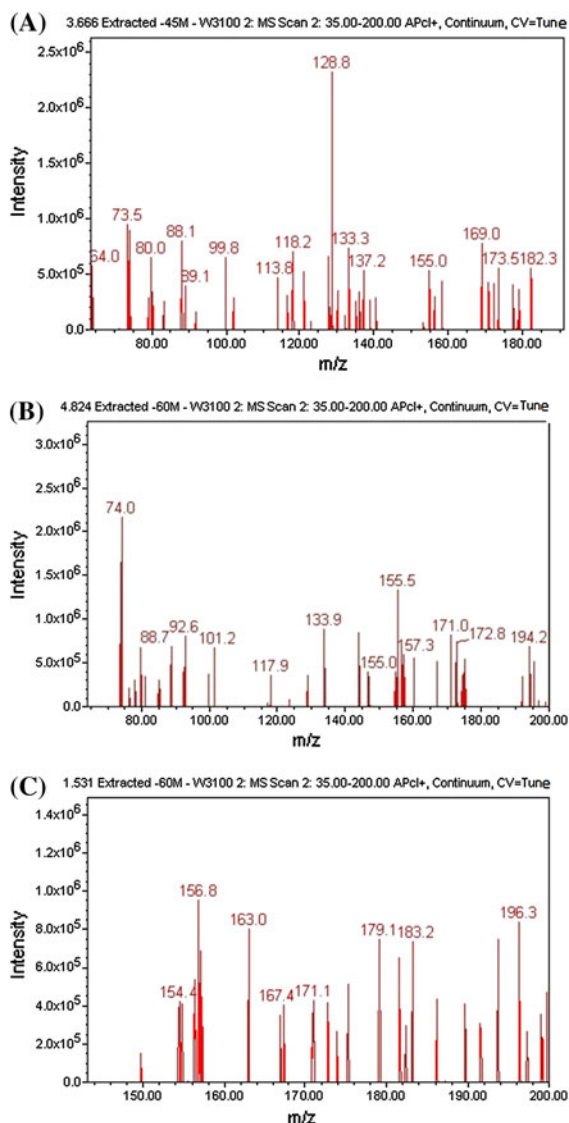 (A)
3.666 Extracted -45M - W3100 2: MS Scan 2: 35.00-200.00 APcI+, Continuum, CV=Tune
Intensity
2.5x10⁶
2.0x10⁶
1.5x10⁶
1.0x10⁶
5.0x10⁵
0.0
128.8
73.5
64.0
80.0
88.1
89.1
99.8
113.8
118.2
133.3
137.2
155.0
169.0
173.5
182.3
80.00 100.00 120.00 140.00 160.00 180.00
m/z
(B)
4.824 Extracted -60M - W3100 2: MS Scan 2: 35.00-200.00 APcI+, Continuum, CV=Tune
Intensity
3.0x10⁶
2.5x10⁶
2.0x10⁶
1.5x10⁶
1.0x10⁶
5.0x10⁵
0.0
74.0
88.7
92.6
101.2
117.9
133.9
155.0
155.5
157.3
171.0
172.8
194.2
80.00 100.00 120.00 140.00 160.00 180.00 200.00
m/z
(C)
1.531 Extracted -60M - W3100 2: MS Scan 2: 35.00-200.00 APcI+, Continuum, CV=Tune
Intensity
1.4x10⁶
1.2x10⁶
1.0x10⁶
8.0x10⁵
6.0x10⁵
4.0x10⁵
2.0x10⁵
0.0
154.4
156.8
163.0
167.4
171.1
179.1
183.2
196.3
150.00 160.00 170.00 180.00 190.00 200.00
m/z